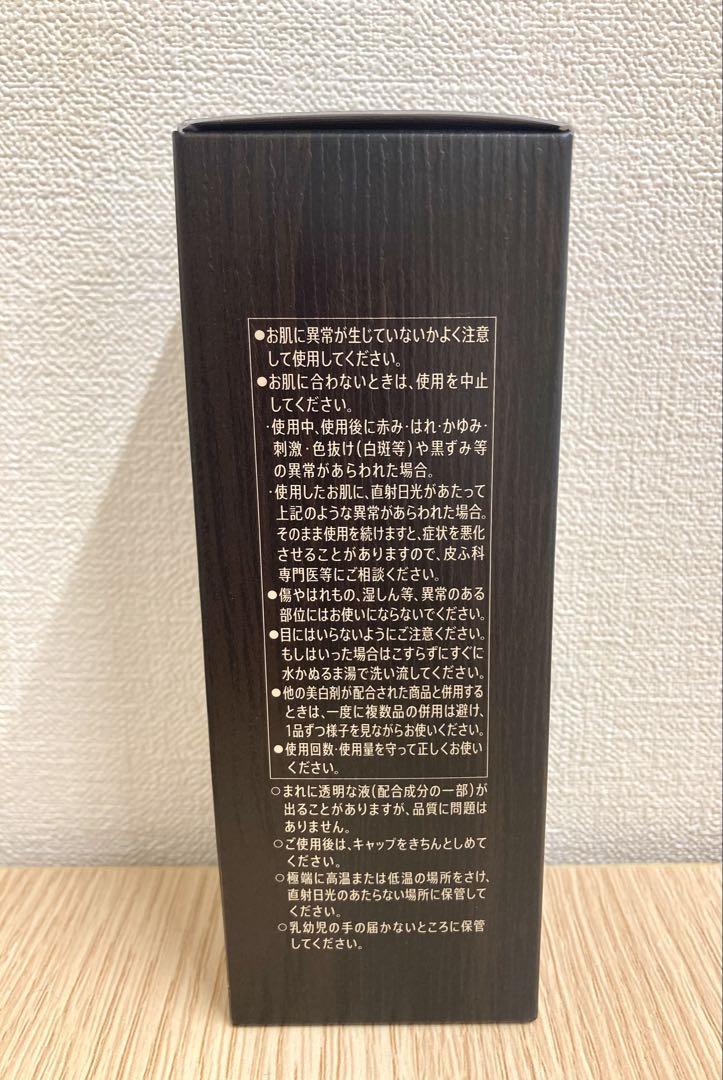 ●お肌に異常が生じていないかよく注意
して使用してください。
●お肌に合わないときは、使用を中止
してください。
・使用中、使用後に赤み・はれ・かゆみ・
刺激・色抜け(白斑等)や黒ずみ等
の異常があらわれた場合。
・使用したお肌に、直射日光があたって
上記のような異常があらわれた場合。
そのまま使用を続けますと、症状を悪化
させることがありますので、皮ふ科
専門医等にご相談ください。
●傷やはれもの、湿しん等、異常のある
部位にはお使いにならないでください。
●目にはいらないようにご注意ください。
もしはいった場合はこすらずにすぐに
水かぬるま湯で洗い流してください。
●他の美白剤が配合された商品と併用する
ときは、一度に複数品の併用は避け、
1品ずつ様子を見ながらお使いください。
●使用回数・使用量を守って正しくお使い
ください。
○まれに透明な液(配合成分の一部)が
出ることがありますが、品質に問題は
ありません。
○ご使用後は、キャップをきちんとしめて
ください。
○極端に高温または低温の場所をさけ、
直射日光のあたらない場所に保管して
ください。
○乳幼児の手の届かないところに保管
してください。